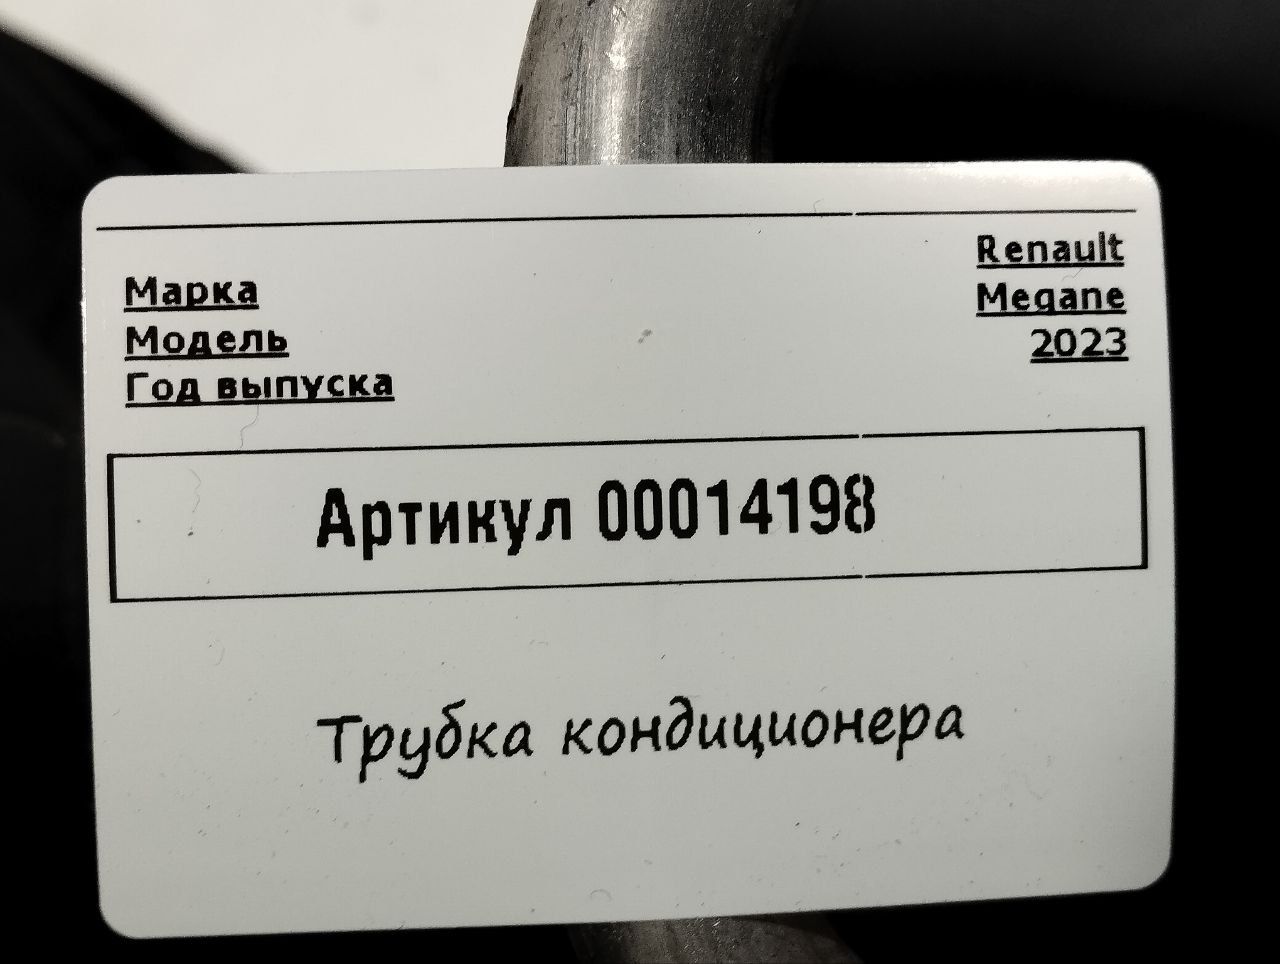 Марка
Renault
Модель
Megane
Год выпуска
2023
Артикул 00014198
Трубка кондиционера